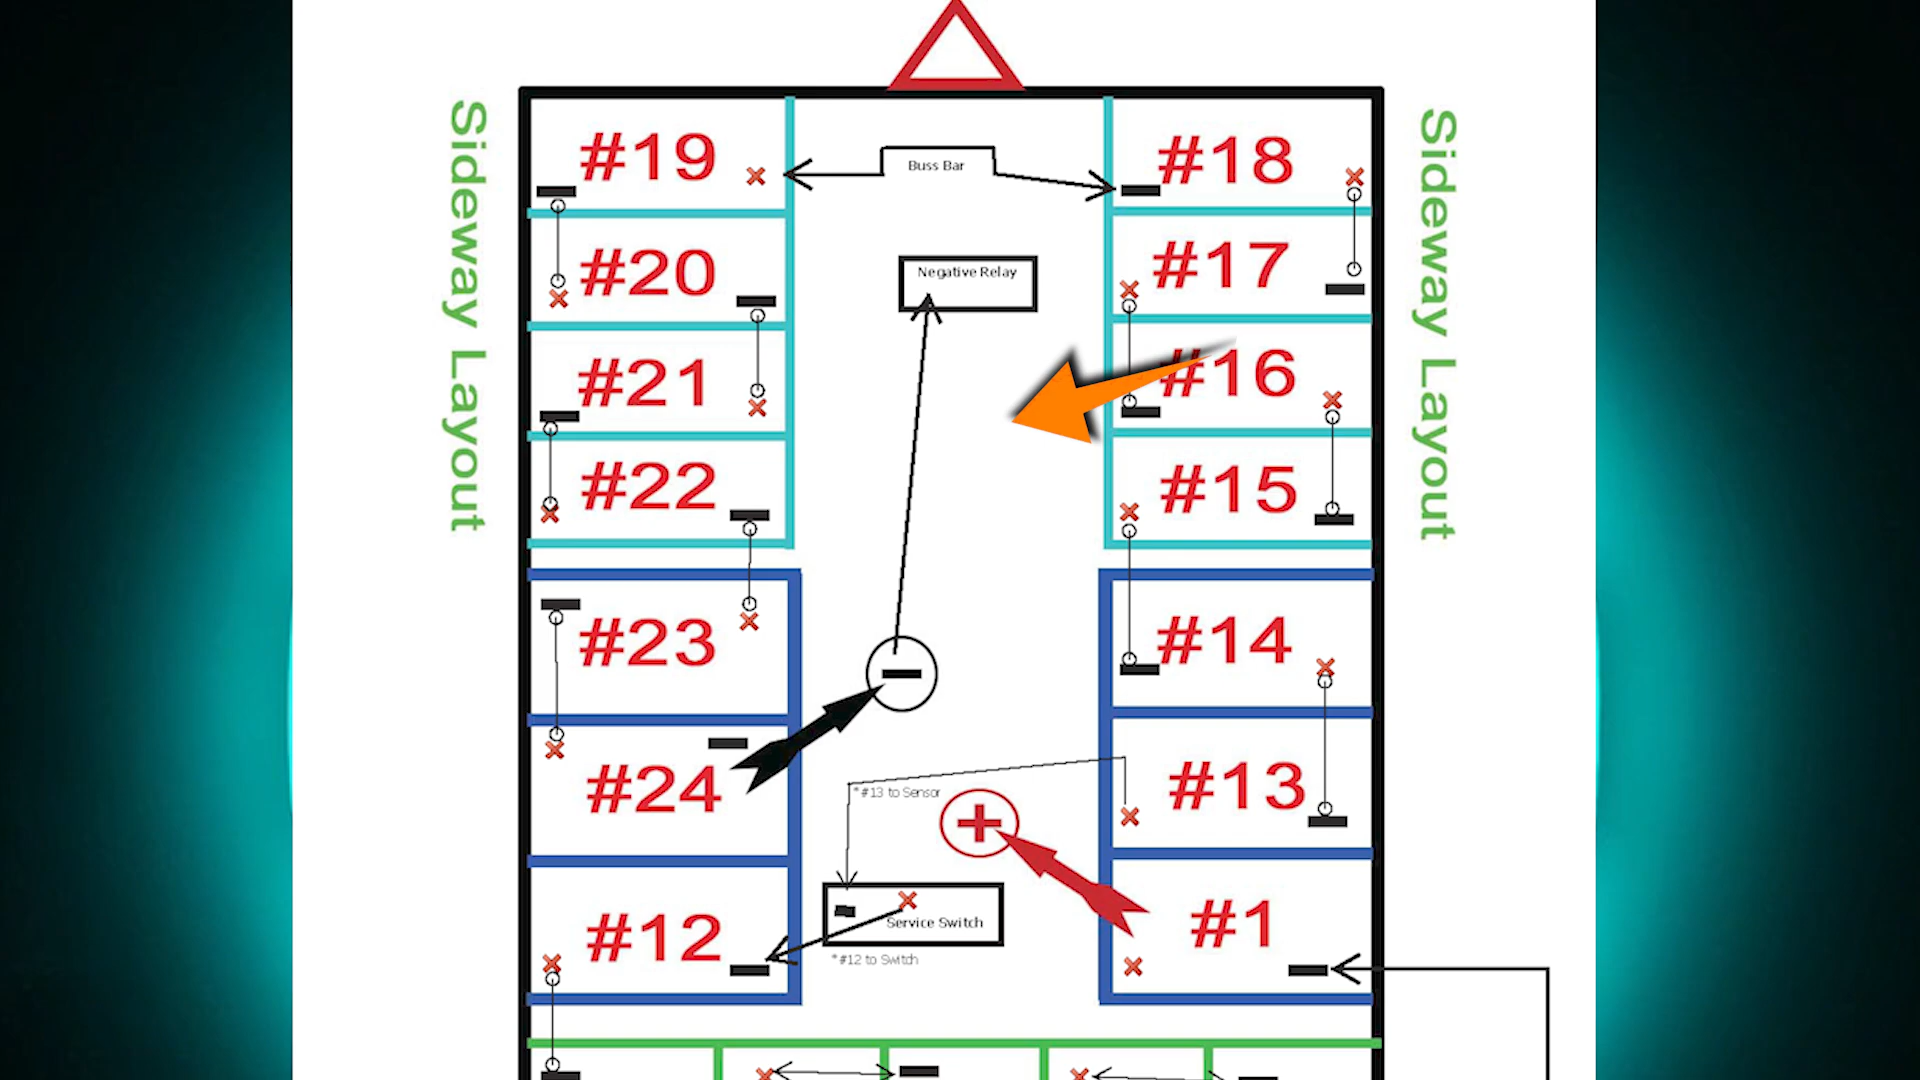 Sideway Layout
#19
Buss Bar
#18
Sideway Layout
#20
Negative Relay
#17
#21
#16
#22
#15
#23
#14
#24
*#13 to Sensor
#13
#12
Service Switch
#1
*#12 to Switch